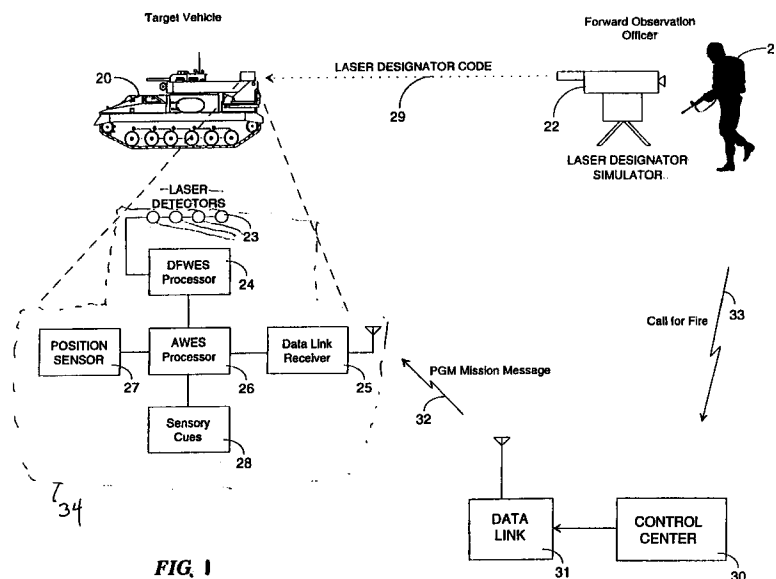 Target Vehicle
Forward Observation
Officer
20
LASER DESIGNATOR CODE
29
22
2
LASER DESIGNATOR
SIMULATOR
LASER
DETECTORS
23
DFWES
Processor
24
POSITION
SENSOR
27
AWES
Processor
26
Data Link
Receiver
25
Sensory
Cues
28
34
PGM Mission Message
32
Call for Fire
33
DATA
LINK
31
CONTROL
CENTER
30
FIG. 1